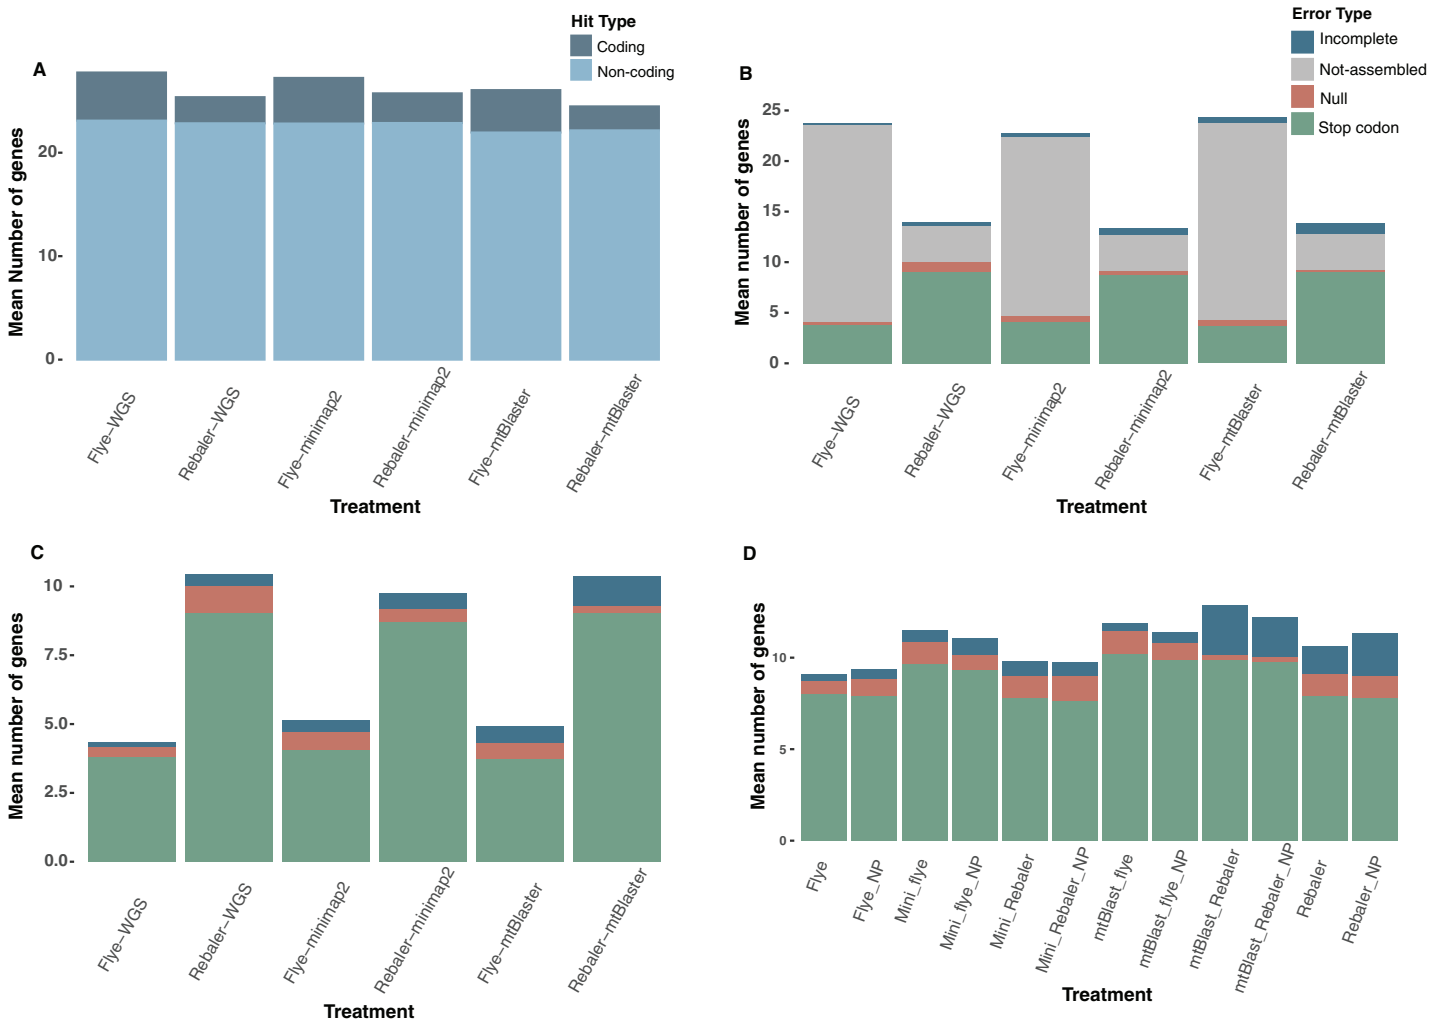 A
Hit Type
Coding
Non-coding
Mean Number of genes
20-
10-
0-
Flye-WGS
Rebaler-WGS
Flye-minimap2
Rebaler-minimap2
Flye-mtBlaster
Rebaler-mtBlaster
Treatment
B
Error Type
Incomplete
Not-assembled
Null
Stop codon
Mean number of genes
25-
20-
15-
10-
5-
0-
Flye-WGS
Rebaler-WGS
Flye-minimap2
Rebaler-minimap2
Flye-mtBlaster
Rebaler-mtBlaster
Treatment
C
Mean number of genes
10-
7.5-
5.0-
2.5-
0.0-
Flye-WGS
Rebaler-WGS
Flye-minimap2
Rebaler-minimap2
Flye-mtBlaster
Rebaler-mtBlaster
Treatment
D
Mean number of genes
10-
5-
0-
Flye
Flye_NP
Mini_flye
Mini_flye_NP
Mini_Rebaler
Mini_Rebaler_NP
mtBlast_flye
mtBlast_flye_NP
mtBlast_Rebaler
mtBlast_Rebaler_NP
Rebaler
Rebaler_NP
Treatment